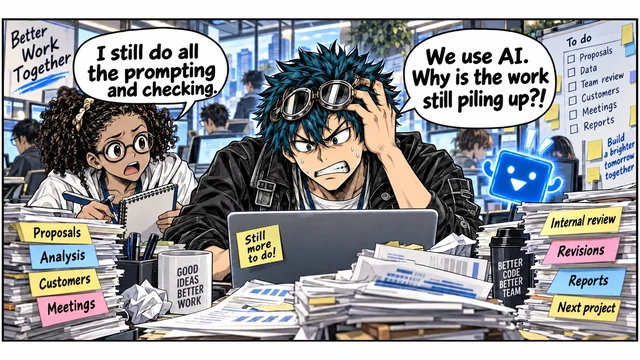 Better
Work
Together
I still do all
the prompting
and checking.
We use AI.
Why is the work
still piling up?!
To do
Proposals
Data
Team review
Customers
Meetings
Reports
Build
a brighter
tomorrow
together
Still
more
to do!
GOOD
IDEAS
BETTER
WORK
BETTER
CODE
BETTER
TEAM
Proposals
Analysis
Customers
Meetings
Internal review
Revisions
Reports
Next project